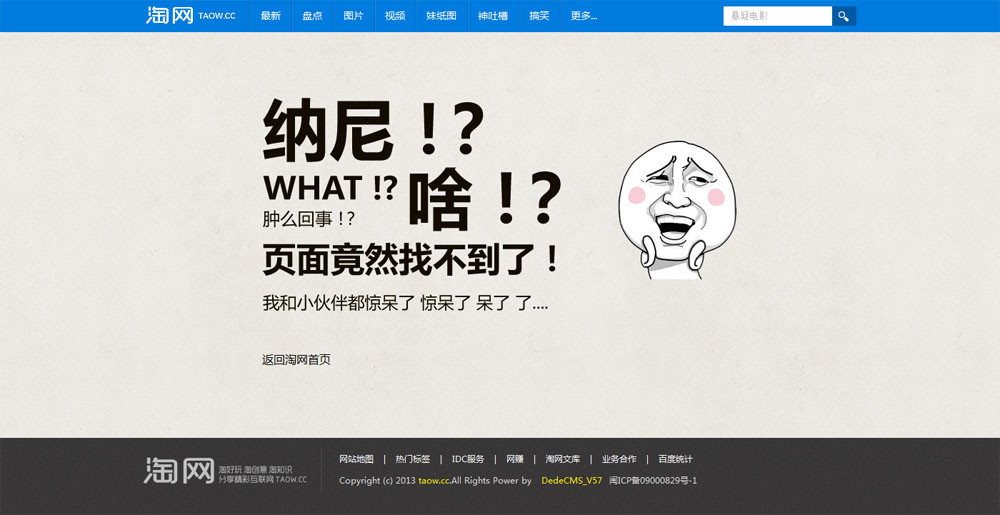 淘网 TAOW.CC 最新 盘点 图片 视频 妹纸图 神吐槽 搞笑 更多... 悬疑电影
纳尼！？
WHAT !?
啥！？
肿么回事！？
页面竟然找不到了！
我和小伙伴都惊呆了 惊呆了 呆了 了....
返回淘网首页
淘网
淘好玩 淘创意 淘知识
分享精彩互联网 TAOW.CC
网站地图 | 热门标签 | IDC服务 | 网赚 | 淘网文库 | 业务合作 | 百度统计
Copyright (c) 2013 taow.cc.All Rights Power by DedeCMS_V57 闽ICP备09000829号-1